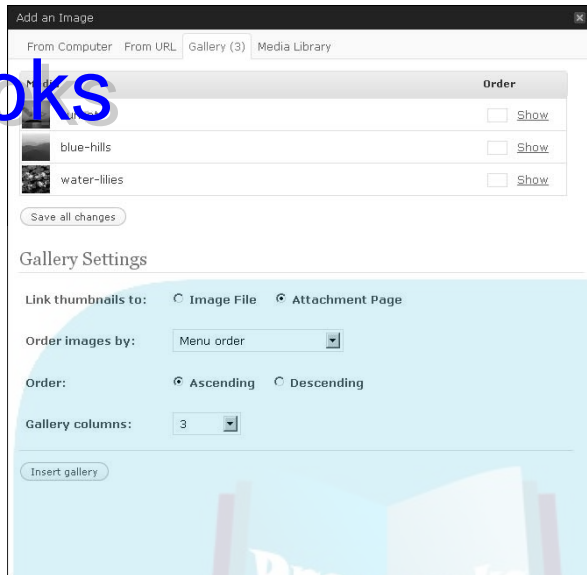 Add an Image
From Computer From URL Gallery (3) Media Library
oks
Order
Show
blue-hills Show
water-lilies Show
Save all changes
Gallery Settings
Link thumbnails to: Image File Attachment Page
Order images by: Menu order
Order: Ascending Descending
Gallery columns: 3
Insert gallery